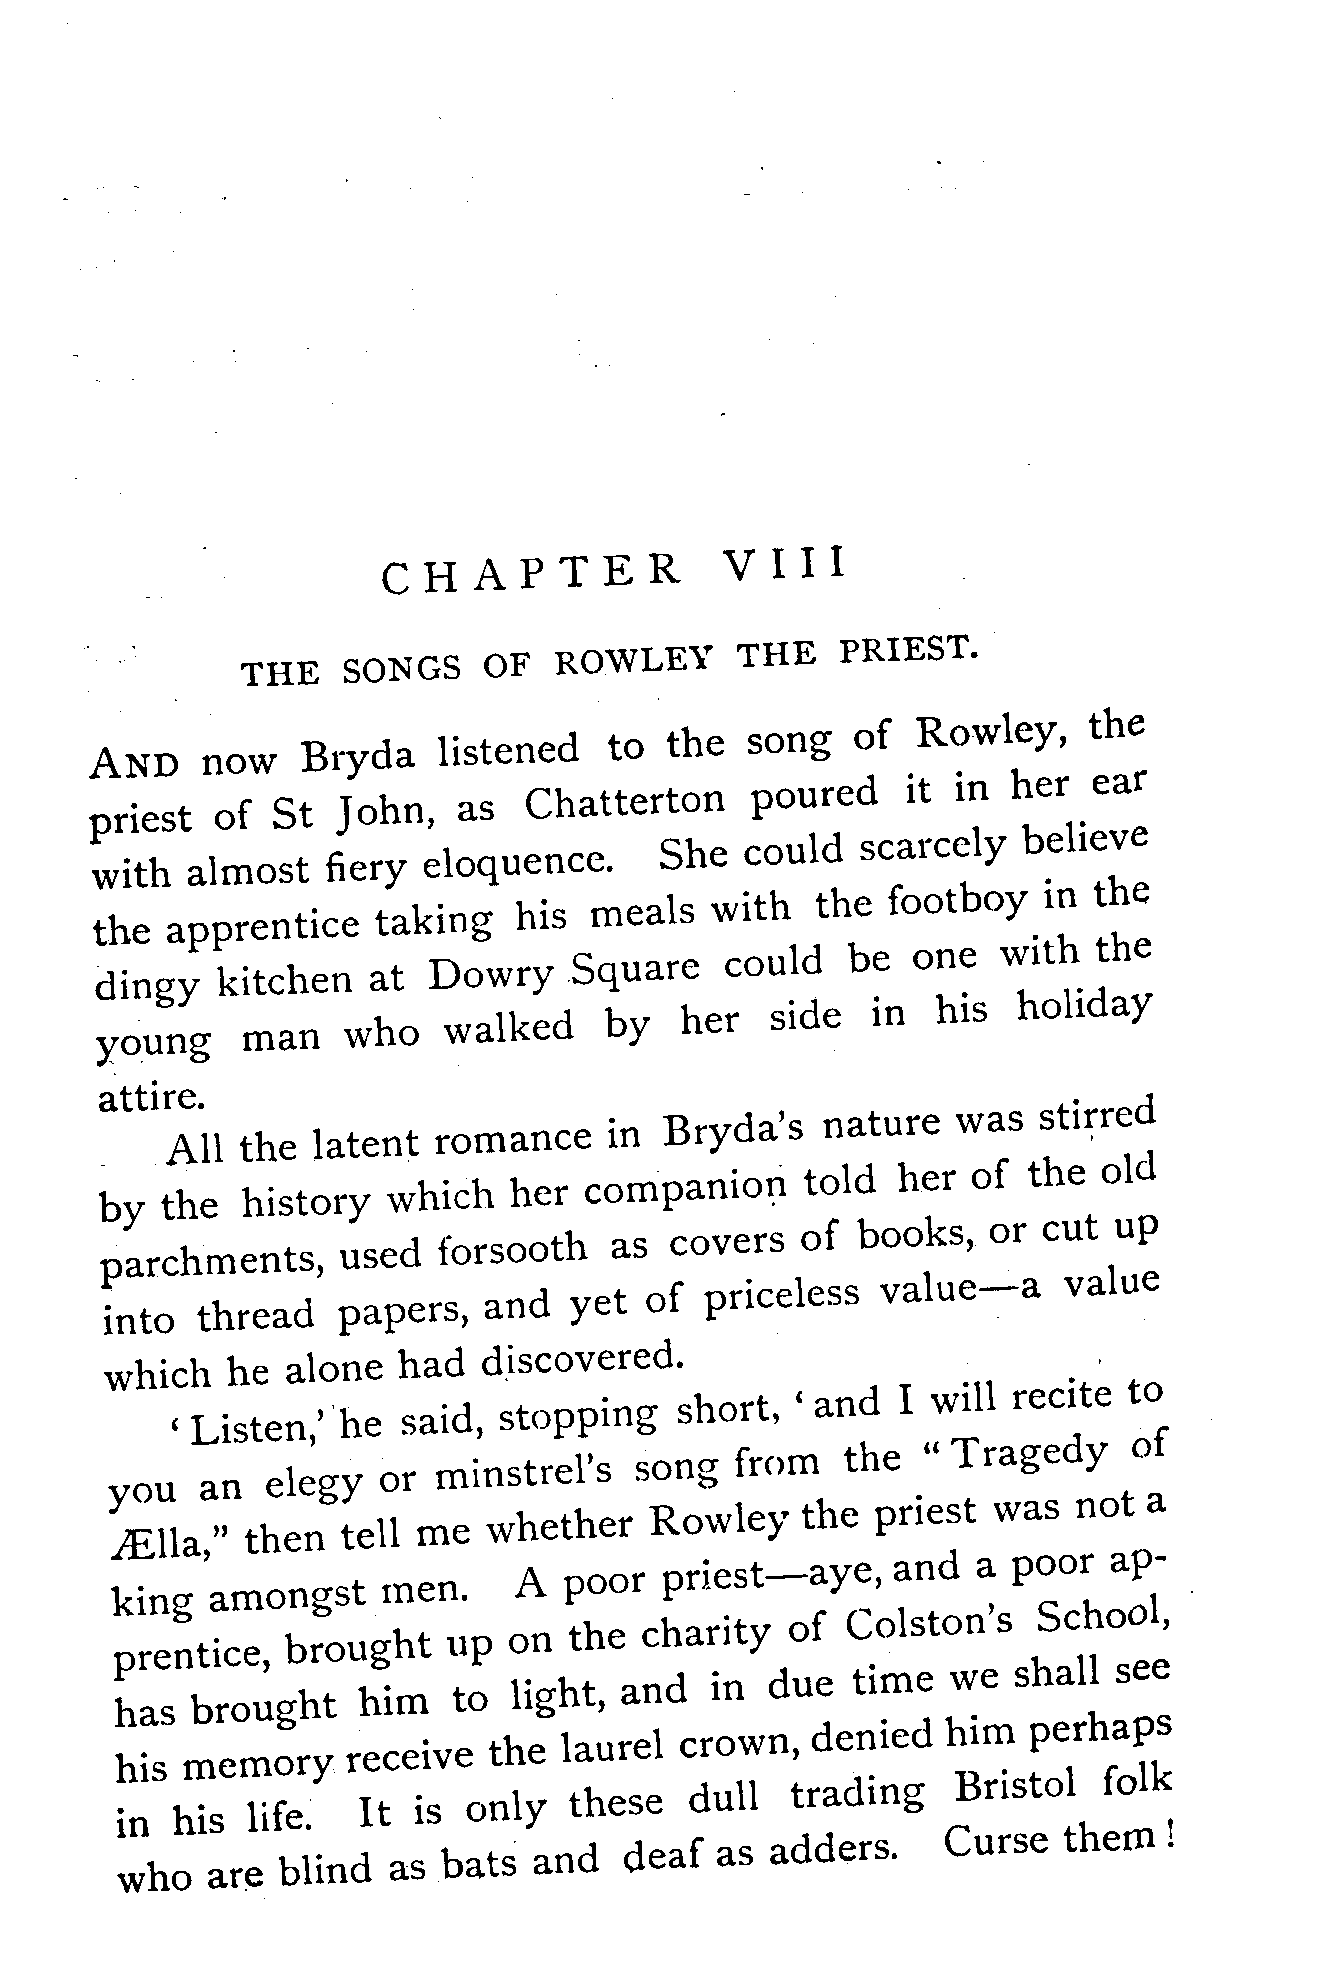 CHAPTER VIII
THE SONGS OF ROWLEY THE PRIEST.
AND now Bryda listened to the song of Rowley, the
priest of St John, as Chatterton poured it in her ear
with almost fiery eloquence. She could scarcely believe
the apprentice taking his meals with the footboy in the
dingy kitchen at Dowry Square could be one with the
young man who walked by her side in his holiday
attire.
All the latent romance in Bryda's nature was stirred
by the history which her companion told her of the old
parchments, used forsooth as covers of books, or cut up
into thread papers, and yet of priceless value—a value
which he alone had discovered.
‘Listen,’ he said, stopping short, ‘and I will recite to
you an elegy or minstrel's song from the “Tragedy of
Ælla,” then tell me whether Rowley the priest was not a
king amongst men. A poor priest—aye, and a poor ap-
prentice, brought up on the charity of Colston's School,
has brought him to light, and in due time we shall see
his memory receive the laurel crown, denied him perhaps
in his life. It is only these dull trading Bristol folk
who are blind as bats and deaf as adders. Curse them!